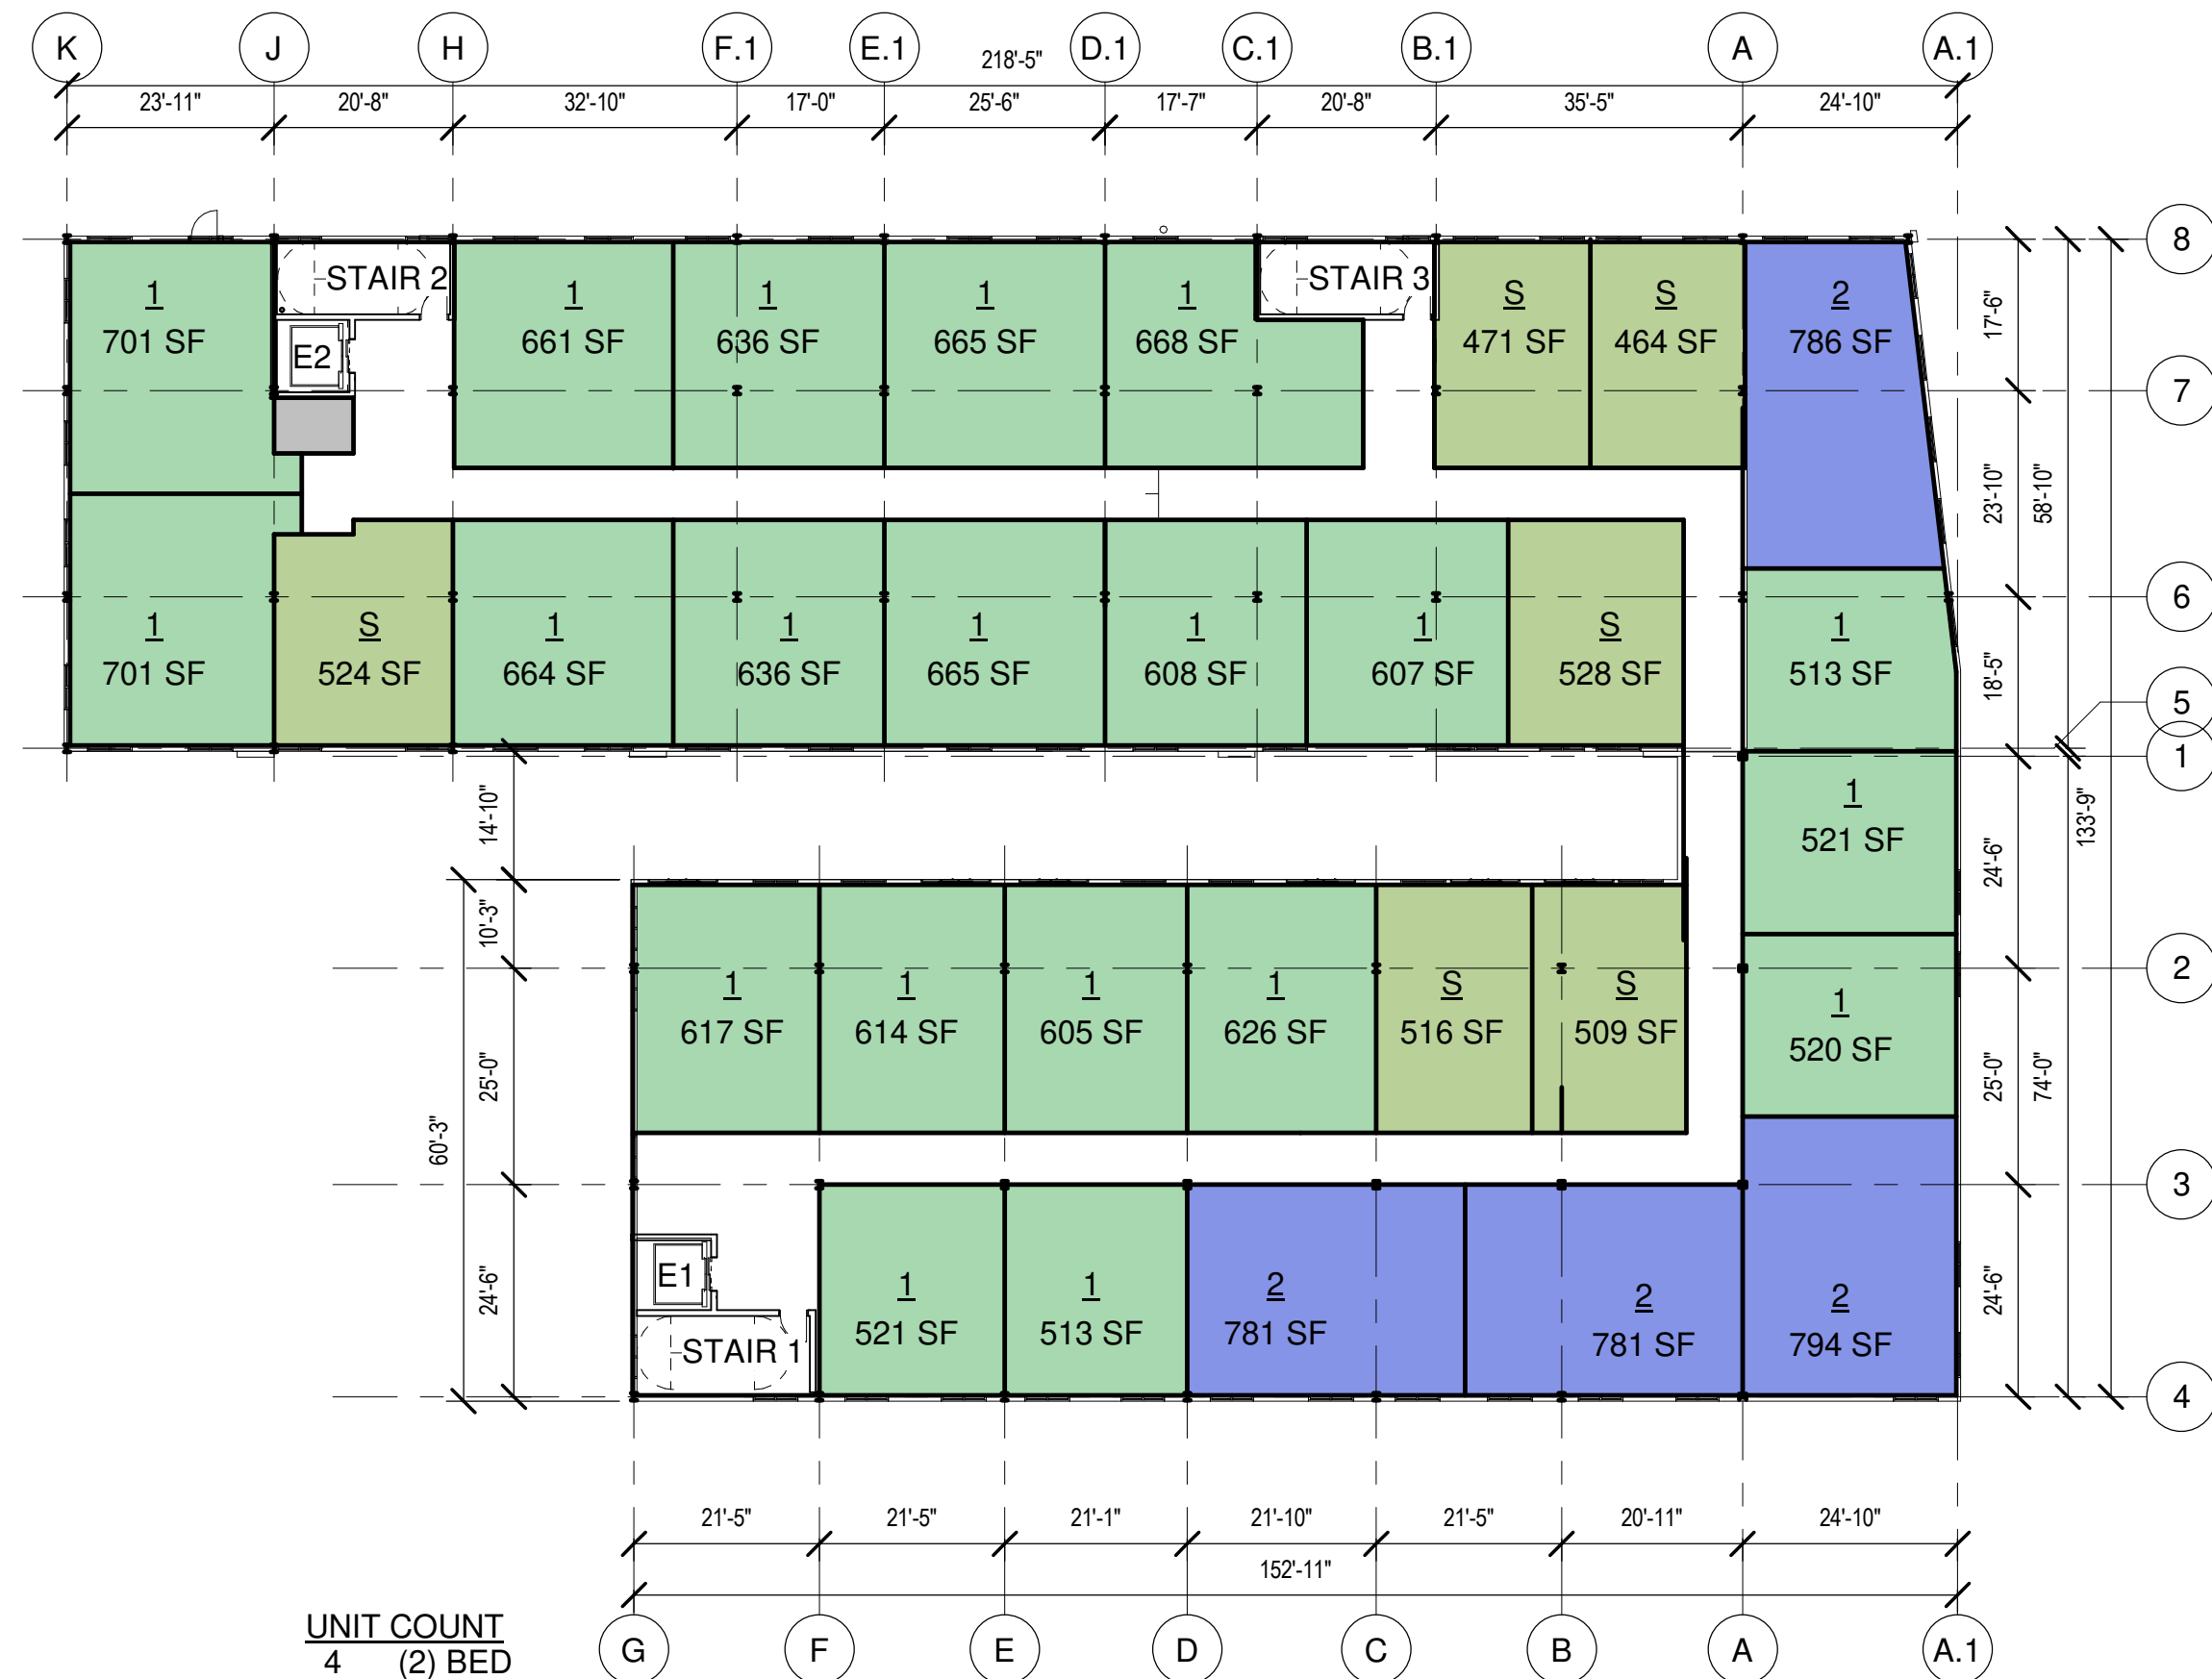 K J H F.1 E.1 D.1 C.1 B.1 A A.1
218'-5"
23'-11" 20'-8" 32'-10" 17'-0" 25'-6" 17'-7" 20'-8" 35'-5" 24'-10"
8
STAIR 2
STAIR 3
1
701 SF
1
661 SF
1
636 SF
1
665 SF
1
668 SF
S
471 SF
S
464 SF
2
786 SF
E2
17'-6"
7
23'-10"
58'-10"
6
1
701 SF
S
524 SF
1
664 SF
1
636 SF
1
665 SF
1
608 SF
1
607 SF
S
528 SF
1
513 SF
18'-5"
5
1
14'-10"
1
521 SF
24'-6"
133'-9"
10'-3"
2
1
617 SF
1
614 SF
1
605 SF
1
626 SF
S
516 SF
S
509 SF
1
520 SF
25'-0"
60'-3"
25'-0"
74'-0"
3
24'-6"
E1
STAIR 1
1
521 SF
1
513 SF
2
781 SF
2
781 SF
2
794 SF
24'-6"
4
21'-5" 21'-5" 21'-1" 21'-10" 21'-5" 20'-11" 24'-10"
152'-11"
G F E D C B A A.1
UNIT COUNT
4 (2) BED